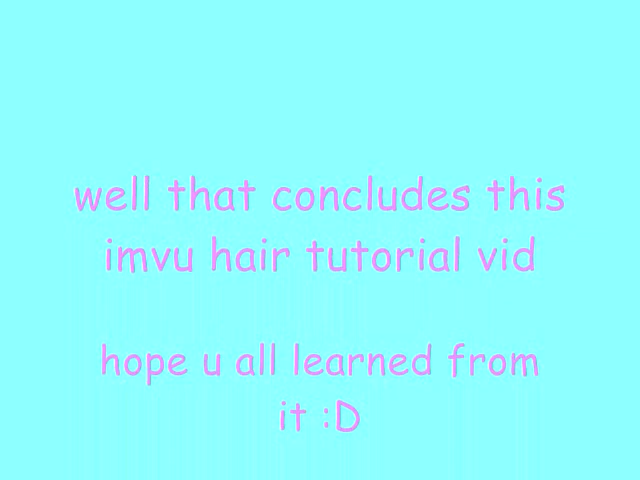 well that concludes this
imvu hair tutorial vid
hope u all learned from
it :D